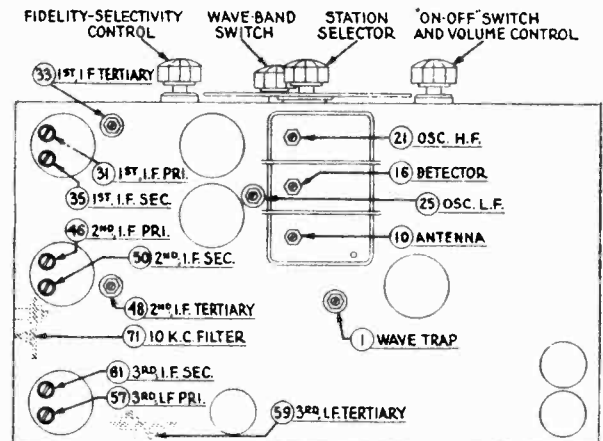 FIDELITY-SELECTIVITY CONTROL
WAVE-BAND SWITCH
STATION SELECTOR
"ON-OFF" SWITCH AND VOLUME CONTROL
33 1ST, I.F TERTIARY
31 1ST, I.F. PRI.
35 1ST, I.F. SEC.
46 2ND, I.F. PRI.
50 2ND, I.F. SEC.
48 2ND, I.F. TERTIARY
71 10 K.C. FILTER
61 3RD, I.F. SEC.
57 3RD, I.F PRI.
59 3RD, I.F. TERTIARY
21 OSC. H.F.
16 DETECTOR
25 OSC. L.F.
10 ANTENNA
1 WAVE TRAP